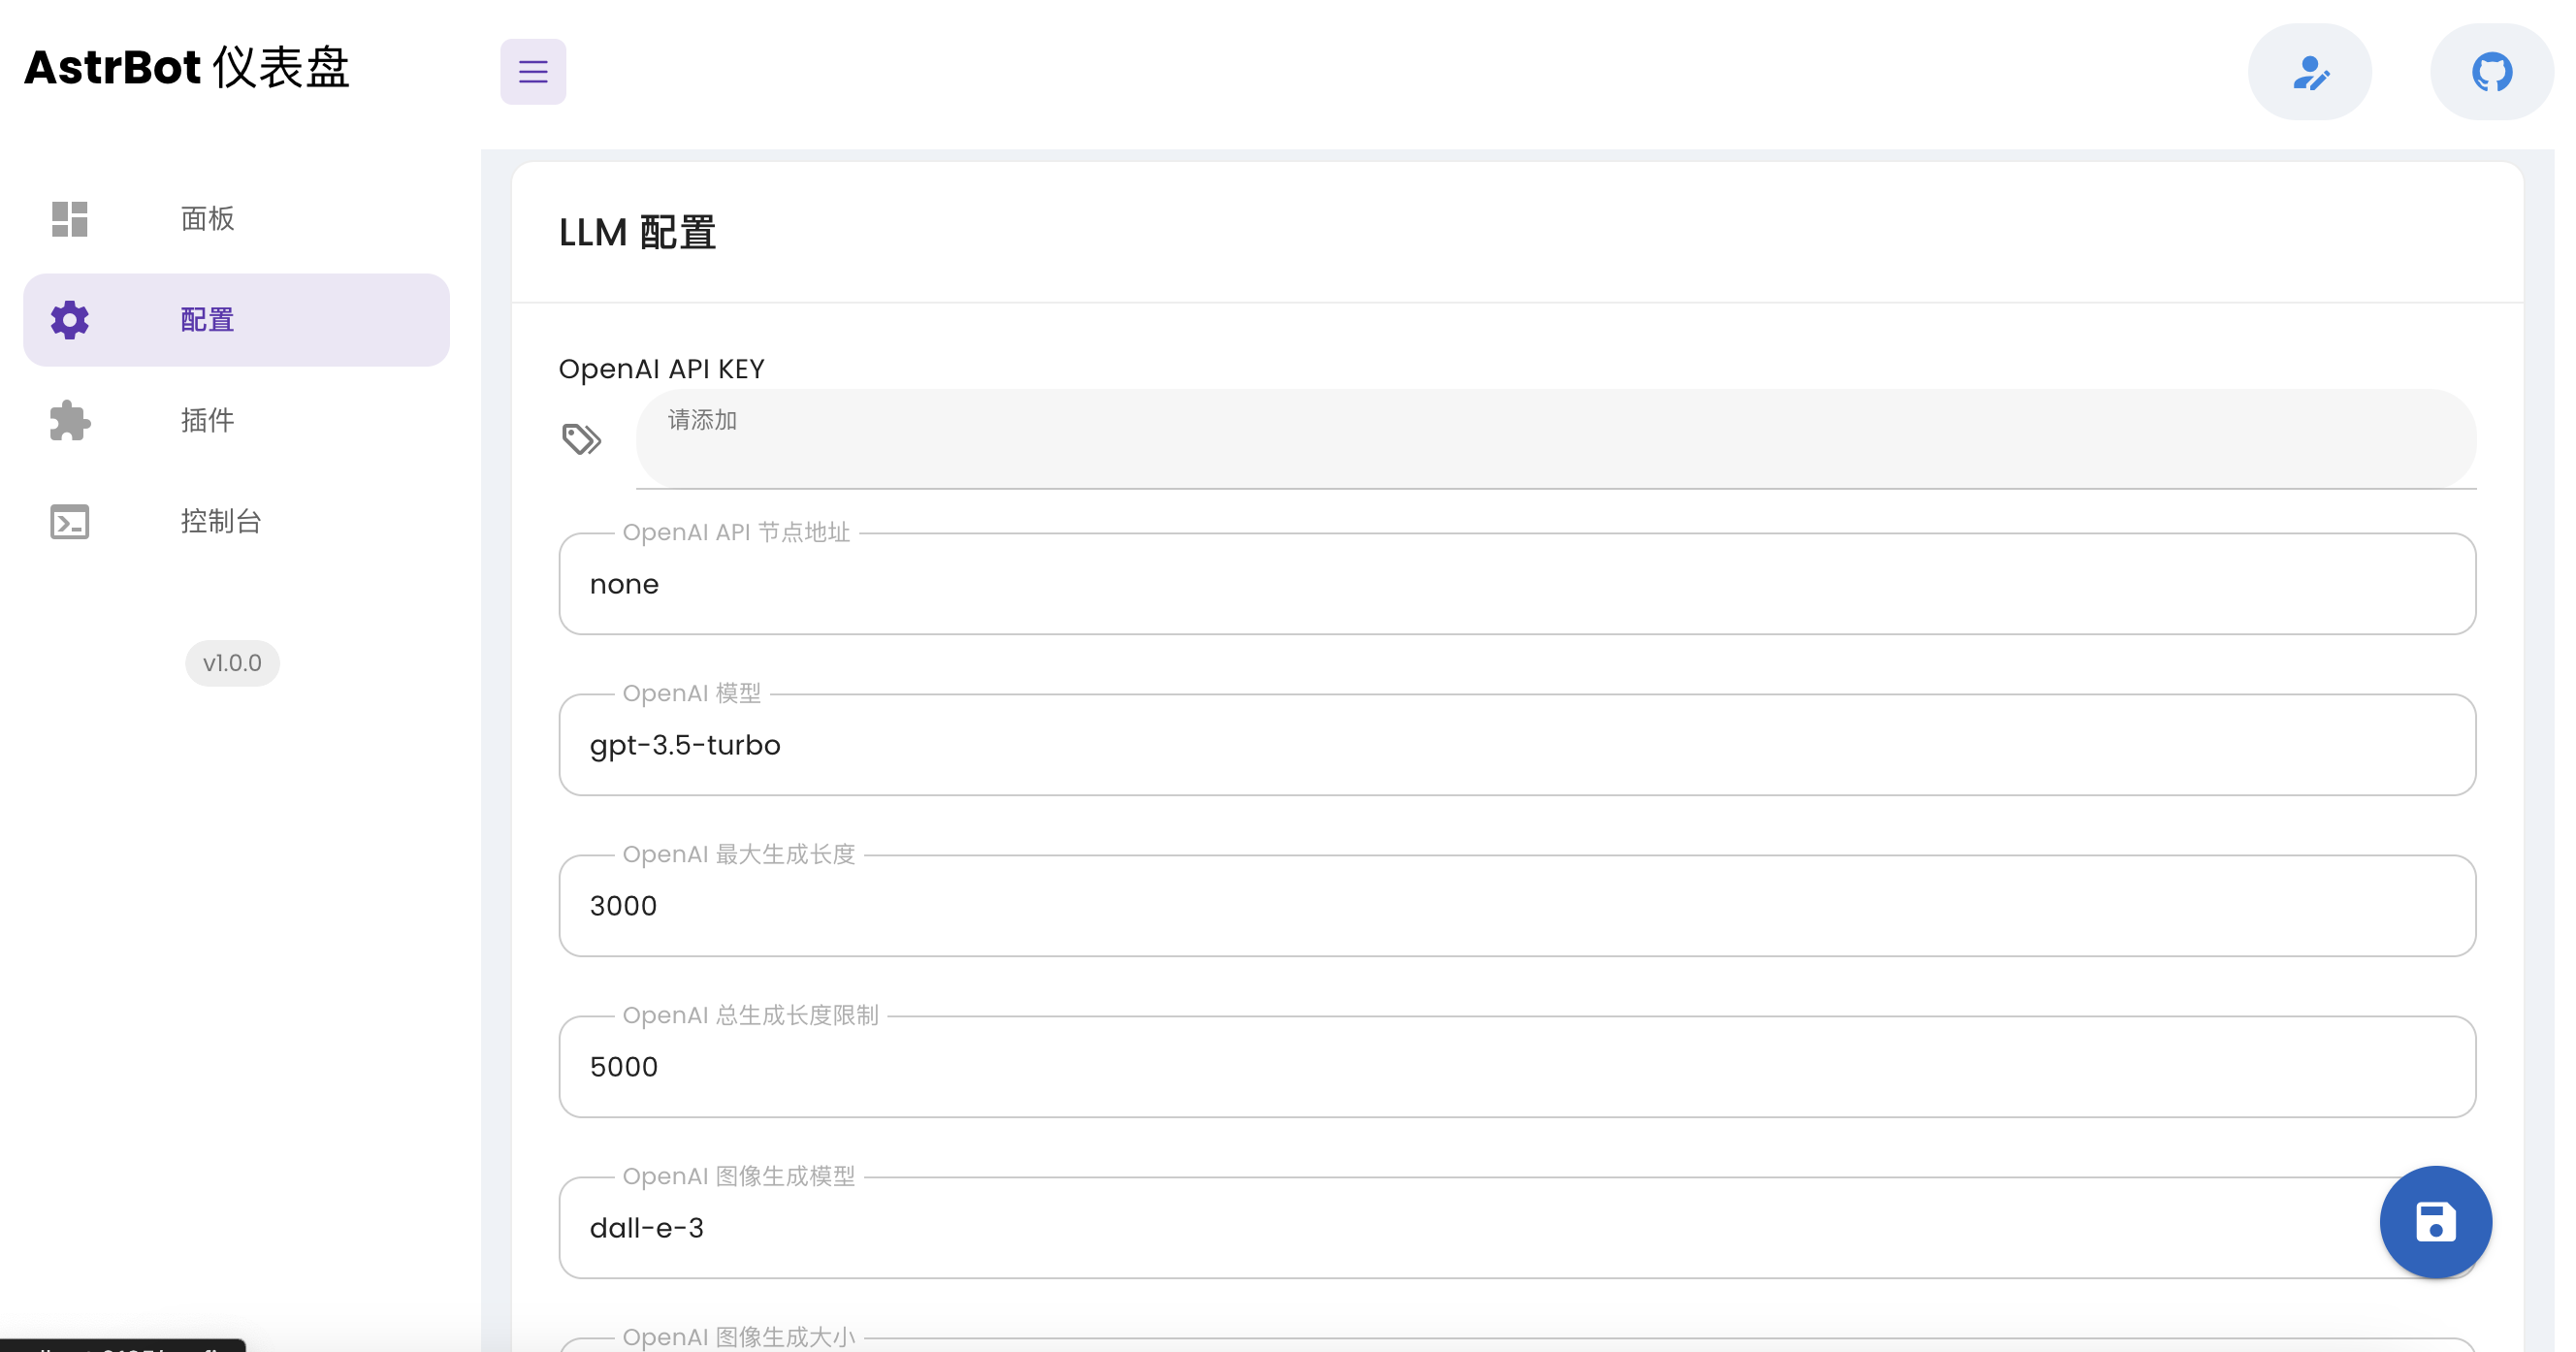 AstrBot 仪表盘
面板
配置
插件
控制台
v1.0.0
LLM 配置
OpenAI API KEY
请添加
OpenAI API 节点地址
none
OpenAI 模型
gpt-3.5-turbo
OpenAI 最大生成长度
3000
OpenAI 总生成长度限制
5000
OpenAI 图像生成模型
dall-e-3
OpenAI 图像生成大小